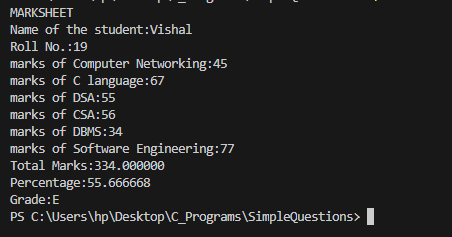 MARKSHEET
Name of the student:Vishal
Roll No.:19
marks of Computer Networking:45
marks of C language:67
marks of DSA:55
marks of CSA:56
marks of DBMS:34
marks of Software Engineering:77
Total Marks:334.000000
Percentage:55.666668
Grade:E
PS C:\Users\hp\Desktop\C_Programs\SimpleQuestions>